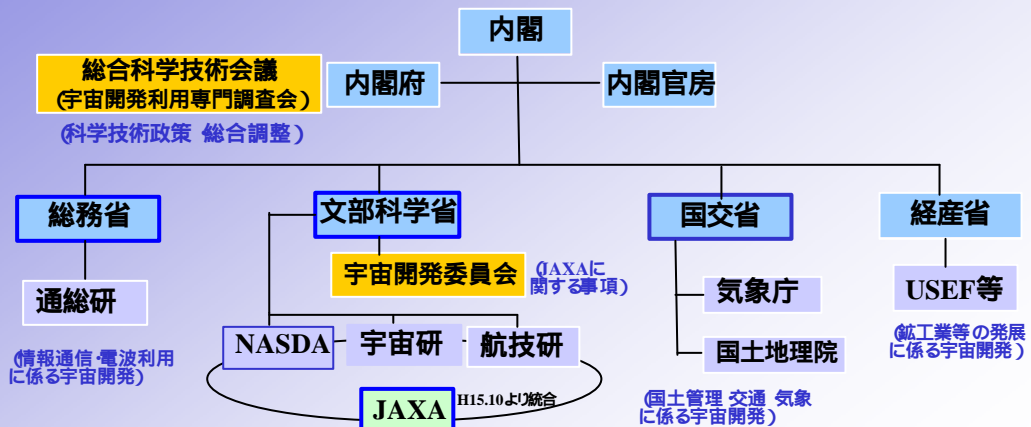 内閣
総合科学技術会議
(宇宙開発利用専門調査会)
内閣府
内閣官房
(科学技術政策 総合調整)
総務省
文部科学省
国交省
経産省
宇宙開発委員会
(JAXAに
関する事項)
通総研
気象庁
USEF等
(情報通信・電波利用
に係る宇宙開発)
NASDA
宇宙研
航技研
国土地理院
(鉱工業等の発展
に係る宇宙開発)
JAXA
H15.10より統合
(国土管理 交通 気象
に係る宇宙開発)